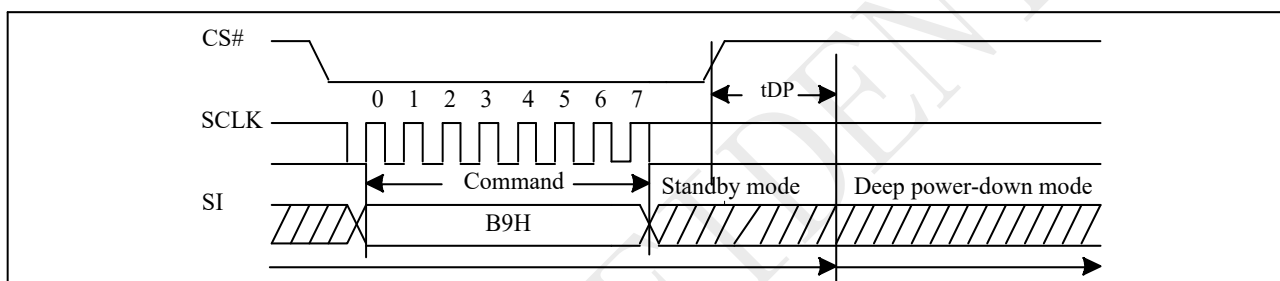 CS#
tDP
0 1 2 3 4 5 6 7
SCLK
Command
Standby mode
Deep power-down mode
SI
B9H